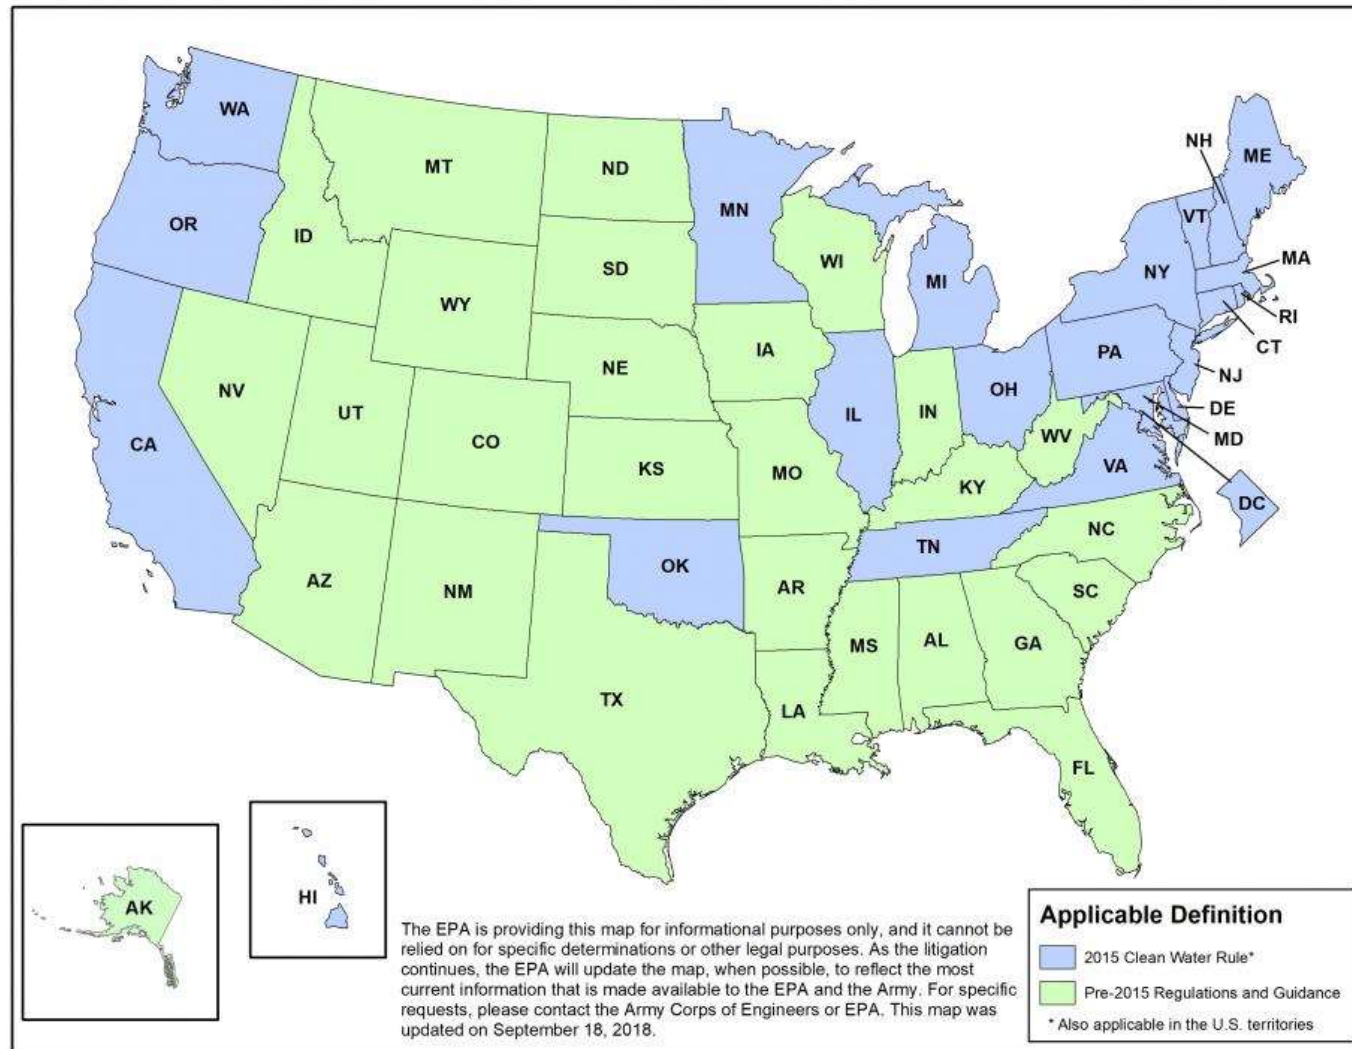 WA
OR
CA
NV
ID
MT
WY
UT
CO
AZ
NM
ND
SD
NE
KS
OK
TX
MN
IA
MO
AR
LA
WI
IL
MI
IN
OH
KY
TN
MS
AL
GA
FL
SC
NC
VA
WV
PA
NY
VT
NH
ME
MA
RI
CT
NJ
DE
MD
DC
AK
HI
The EPA is providing this map for informational purposes only, and it cannot be
relied on for specific determinations or other legal purposes. As the litigation
continues, the EPA will update the map, when possible, to reflect the most
current information that is made available to the EPA and the Army. For specific
requests, please contact the Army Corps of Engineers or EPA. This map was
updated on September 18, 2018.
Applicable Definition
2015 Clean Water Rule*
Pre-2015 Regulations and Guidance
* Also applicable in the U.S. territories